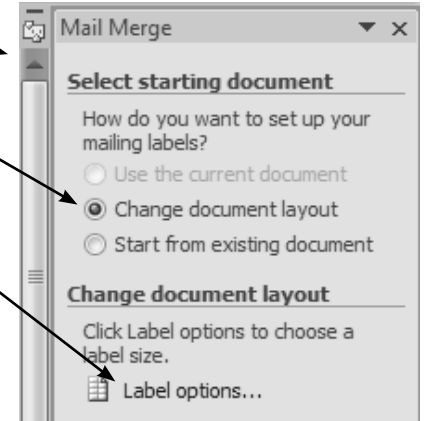 Mail Merge
Select starting document
How do you want to set up your
mailing labels?
Use the current document
Change document layout
Start from existing document
Change document layout
Click Label options to choose a
label size.
Label options...